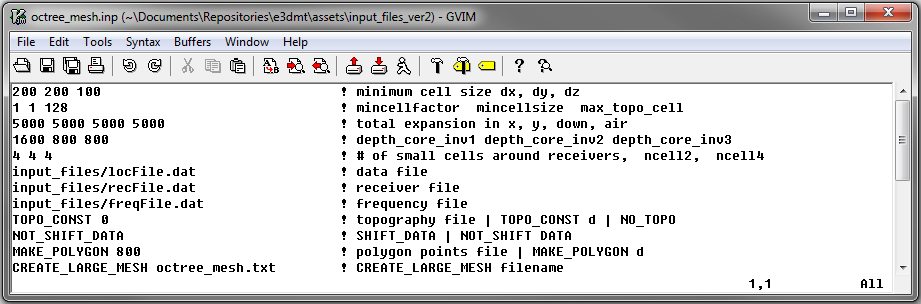 octree_mesh.inp (~\Documents\Repositories\e3dmt\assets\input_files_ver2) - GVIM
File Edit Tools Syntax Buffers Window Help
200 200 100 ! minimum cell size dx, dy, dz
1 1 128 ! mincellfactor mincellsize max_topo_cell
5000 5000 5000 5000 ! total expansion in x, y, down, air
1600 800 800 ! depth_core_inv1 depth_core_inv2 depth_core_inv3
4 4 4 ! # of small cells around receivers, ncell2, ncell4
input_files/locFile.dat ! data file
input_files/recFile.dat ! receiver file
input_files/freqFile.dat ! frequency file
TOPO_CONST 0 ! topography file | TOPO_CONST d | NO_TOPO
NOT_SHIFT_DATA ! SHIFT_DATA | NOT_SHIFT DATA
MAKE_POLYGON 800 ! polygon points file | MAKE_POLYGON d
CREATE_LARGE_MESH octree_mesh.txt ! CREATE_LARGE_MESH filename
1,1 All